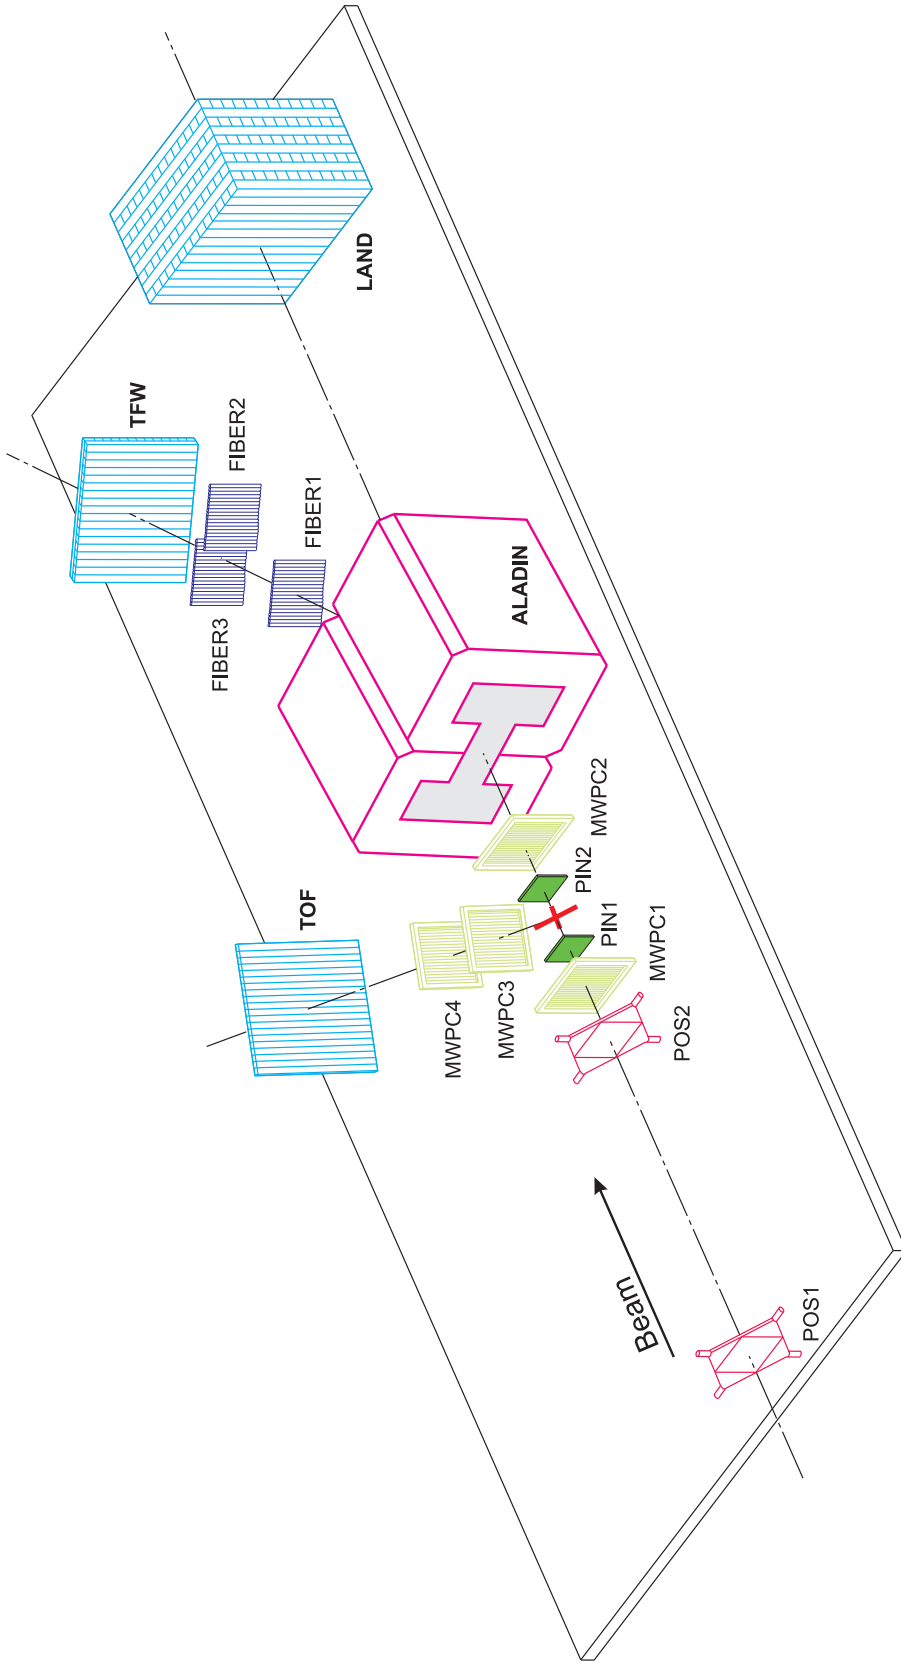 LAND
TFW
FIBER2
FIBER1
FIBER3
ALADIN
MWPC2
PIN2
TOF
PIN1
MWPC1
MWPC3
MWPC4
POS2
Beam
POS1